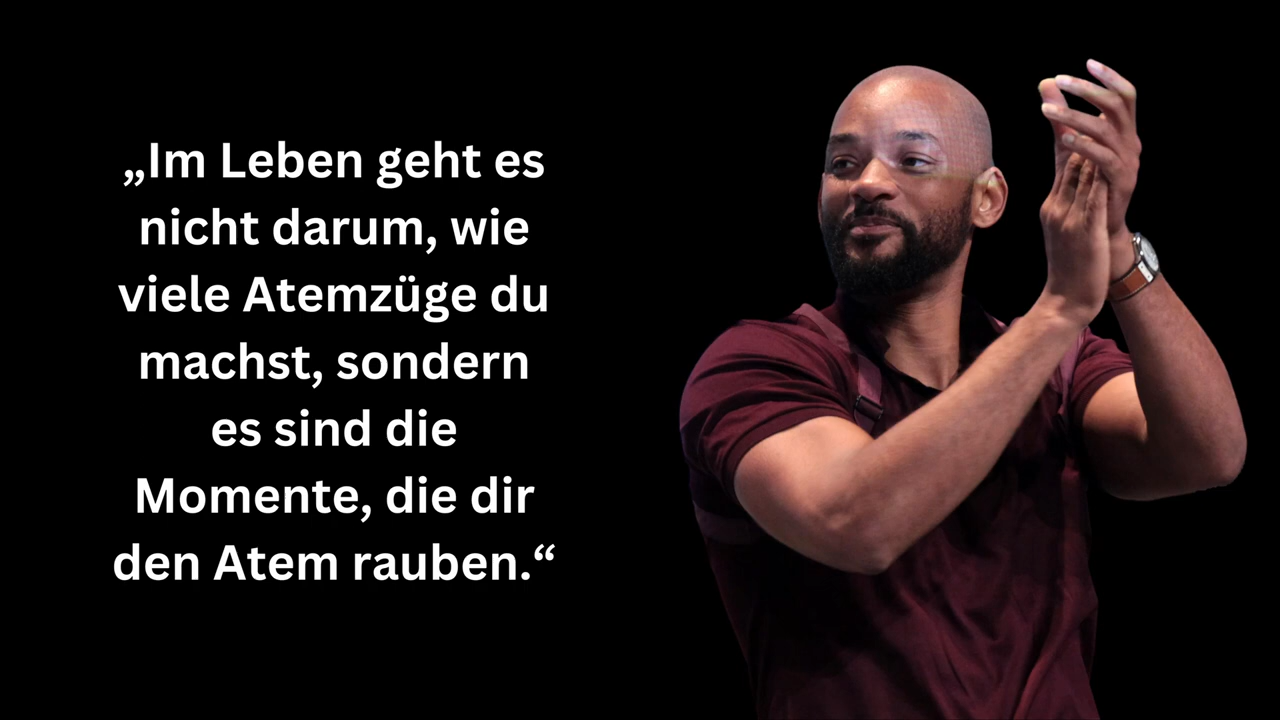 „Im Leben geht es
nicht darum, wie
viele Atemzüge du
machst, sondern
es sind die
Momente, die dir
den Atem rauben.“